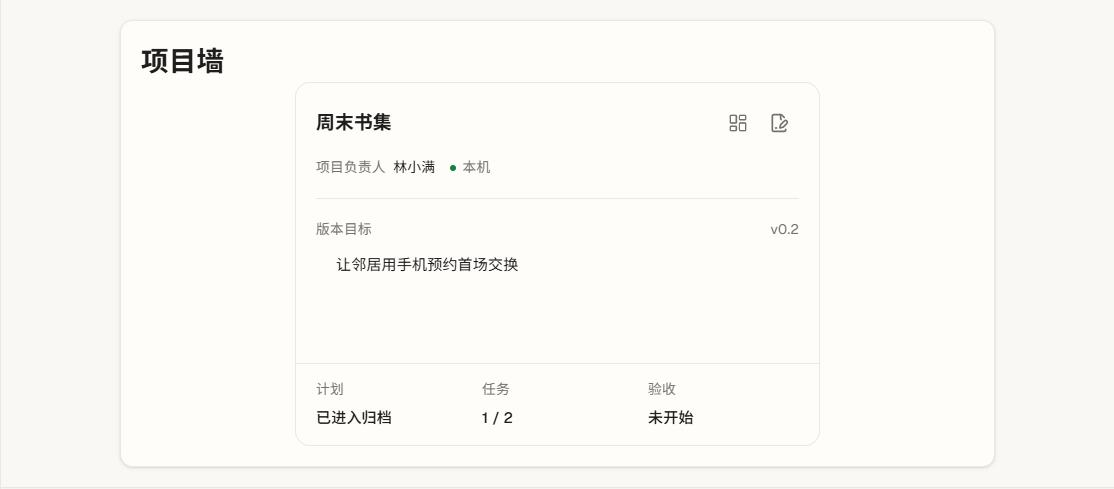 项目墙
周末书集
项目负责人 林小满 本机
版本目标 v0.2
让邻居用手机预约首场交换
计划 任务 验收
已进入归档 1 / 2 未开始